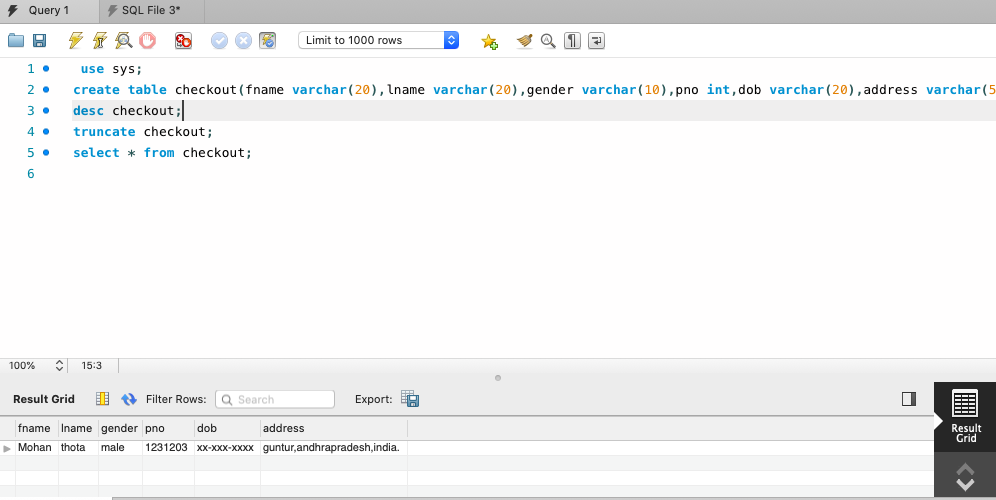 Query 1 SQL File 3*
Limit to 1000 rows
1 use sys;
2 create table checkout(fname varchar(20),lname varchar(20),gender varchar(10),pno int,dob varchar(20),address varchar(5
3 desc checkout;
4 truncate checkout;
5 select * from checkout;
6
100% 15:3
Result Grid Filter Rows: Search Export:
Result
Grid
fname lname gender pno dob address
Mohan thota male 1231203 xx-xxx-xxxx guntur,andhrapradesh,india.